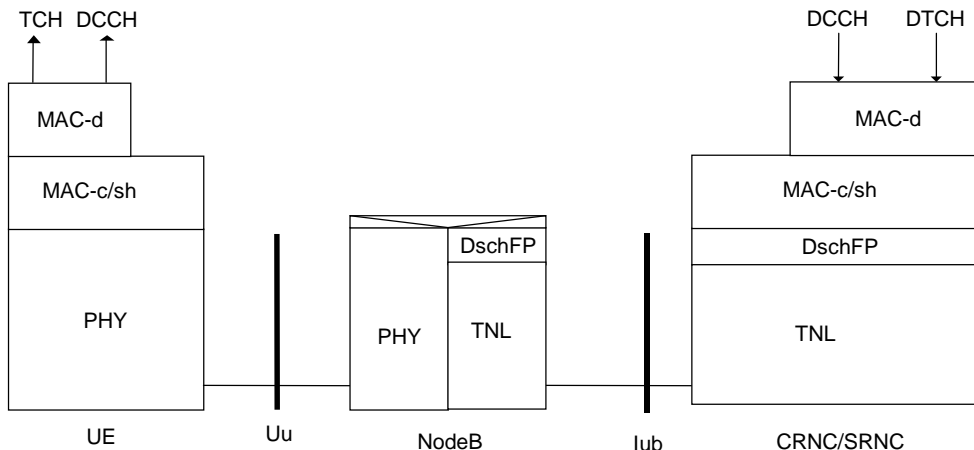 TCH DCCH
DCCH DTCH
MAC-d
MAC-d
MAC-c/sh
MAC-c/sh
DschFP
DschFP
PHY
PHY
TNL
TNL
UE
Uu
NodeB
Iub
CRNC/SRNC